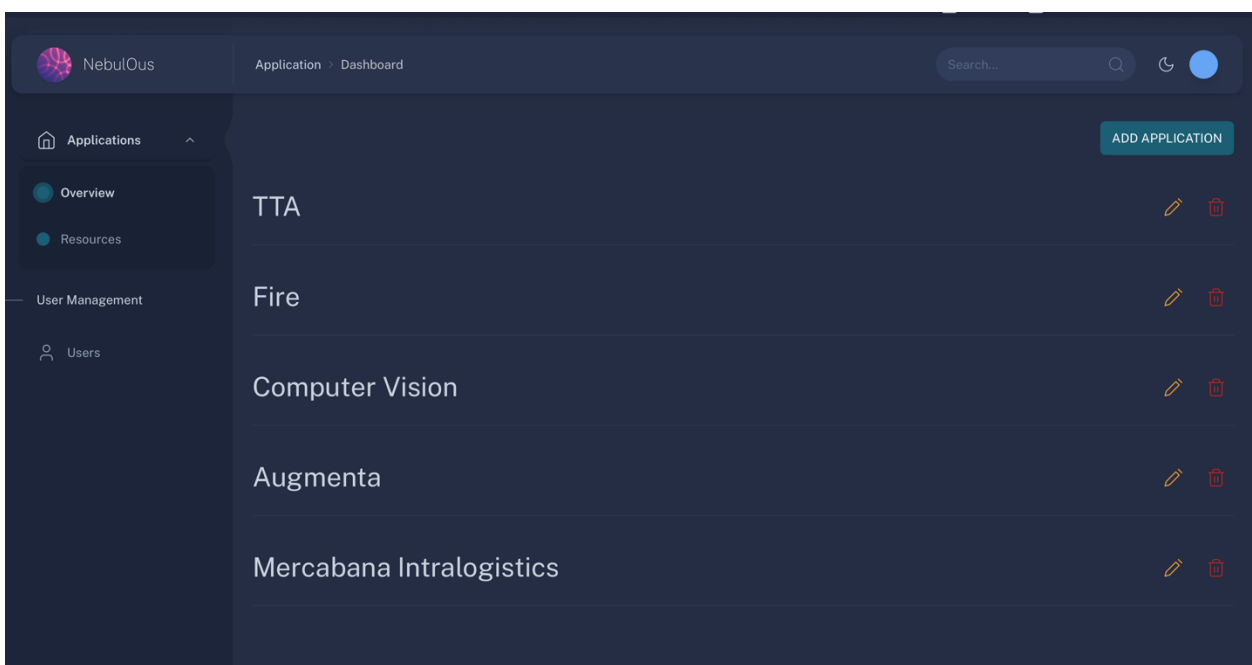 NebulOus
Application > Dashboard
Search...
Applications
ADD APPLICATION
Overview
Resources
User Management
Users
TTA
Fire
Computer Vision
Augmenta
Mercabana Intralogistics